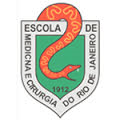 ESCOLA DE
MEDICINA E CIRURGIA DO RIO DE JANEIRO
1912